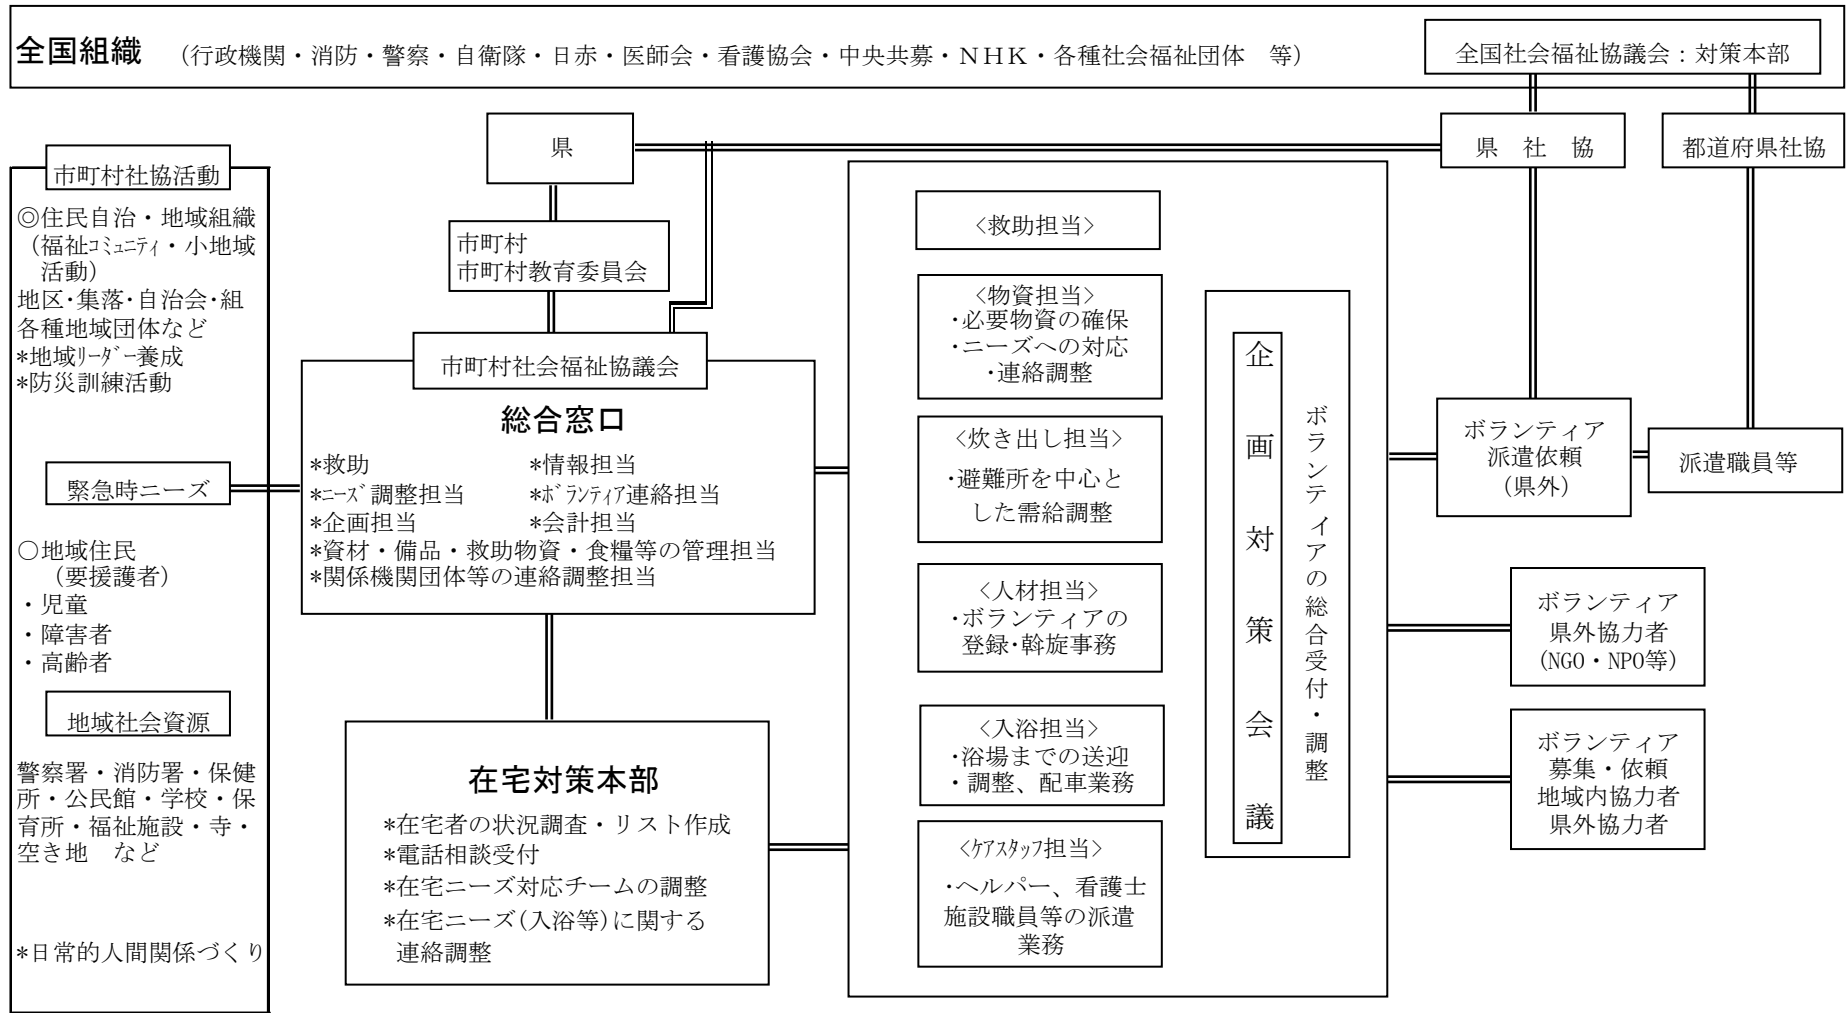 全国組織 (行政機関・消防・警察・自衛隊・日赤・医師会・看護協会・中央共募・NHK・各種社会福祉団体 等)
全国社会福祉協議会：対策本部
県
県 社 協
都道府県社協
市町村社協活動
◎住民自治・地域組織
(福祉ｺﾐｭﾆﾃｨ・小地域
活動)
地区･集落･自治会･組
各種地域団体など
*地域ﾘｰﾀﾞｰ養成
*防災訓練活動
緊急時ニーズ
○地域住民
(要援護者)
・児童
・障害者
・高齢者
地域社会資源
警察署・消防署・保健
所・公民館・学校・保
育所・福祉施設・寺・
空き地 など
*日常的人間関係づくり
市町村
市町村教育委員会
市町村社会福祉協議会
総合窓口
*救助 *情報担当
*ﾆｰｽﾞ調整担当 *ﾎﾞﾗﾝﾃｨｱ連絡担当
*企画担当 *会計担当
*資材・備品・救助物資・食糧等の管理担当
*関係機関団体等の連絡調整担当
在宅対策本部
*在宅者の状況調査・リスト作成
*電話相談受付
*在宅ニーズ対応チームの調整
*在宅ニーズ(入浴等)に関する
連絡調整
<救助担当>
<物資担当>
･必要物資の確保
･ニーズへの対応
･連絡調整
<炊き出し担当>
･避難所を中心と
した需給調整
<人材担当>
･ボランティアの
登録･斡旋事務
<入浴担当>
･浴場までの送迎
・調整、配車業務
<ｹｱｽﾀｯﾌ担当>
･ヘルパー、看護士
施設職員等の派遣
業務
企画対策会議
ボランティアの総合受付・調整
ボランティア
派遣依頼
(県外)
派遣職員等
ボランティア
県外協力者
(NGO・NPO等)
ボランティア
募集・依頼
地域内協力者
県外協力者